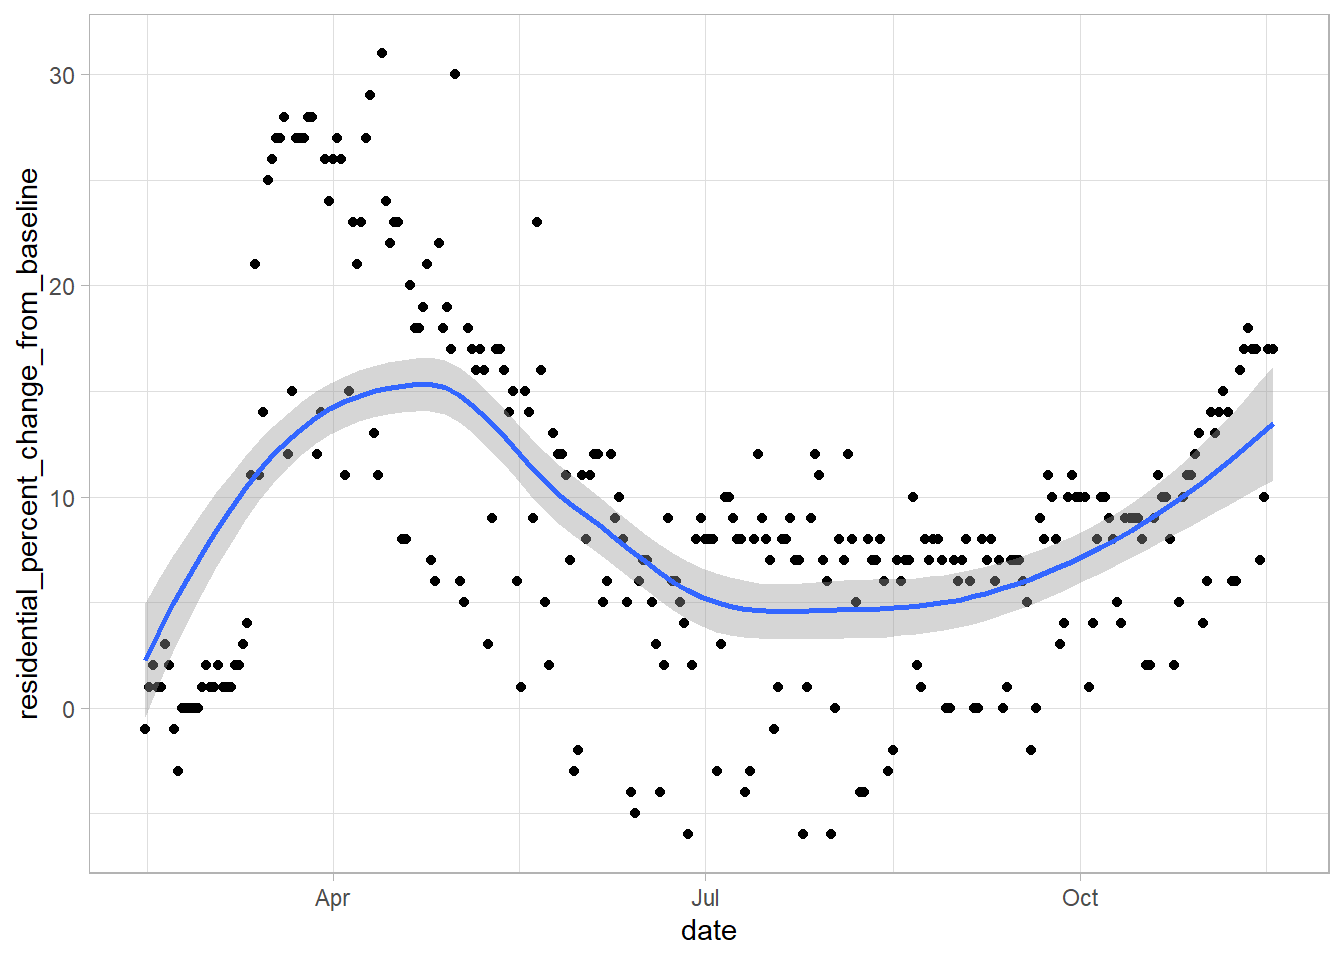 residential_percent_change_from_baseline
30
20
10
0
Apr
Jul
Oct
date